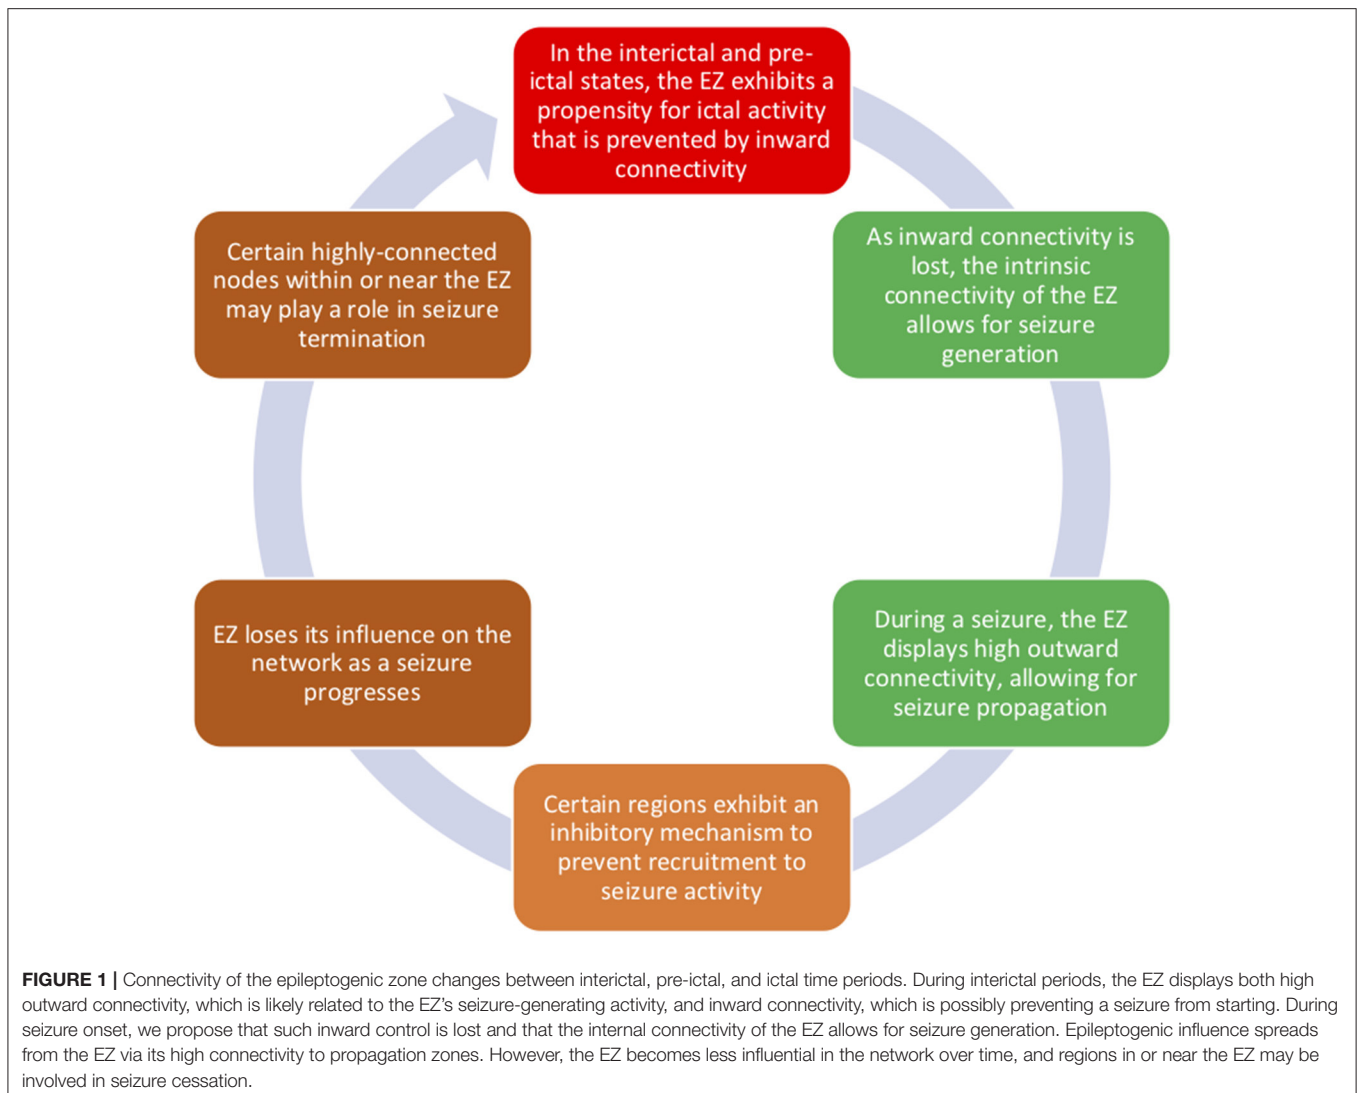 In the interictal and pre-
ictal states, the EZ exhibits a
propensity for ictal activity
that is prevented by inward
connectivity
As inward connectivity is
lost, the intrinsic
connectivity of the EZ
allows for seizure
generation
During a seizure, the EZ
displays high outward
connectivity, allowing for
seizure propagation
Certain regions exhibit an
inhibitory mechanism to
prevent recruitment to
seizure activity
EZ loses its influence on the
network as a seizure
progresses
Certain highly-connected
nodes within or near the EZ
may play a role in seizure
termination
FIGURE 1 | Connectivity of the epileptogenic zone changes between interictal, pre-ictal, and ictal time periods. During interictal periods, the EZ displays both high
outward connectivity, which is likely related to the EZ's seizure-generating activity, and inward connectivity, which is possibly preventing a seizure from starting. During
seizure onset, we propose that such inward control is lost and that the internal connectivity of the EZ allows for seizure generation. Epileptogenic influence spreads
from the EZ via its high connectivity to propagation zones. However, the EZ becomes less influential in the network over time, and regions in or near the EZ may be
involved in seizure cessation.